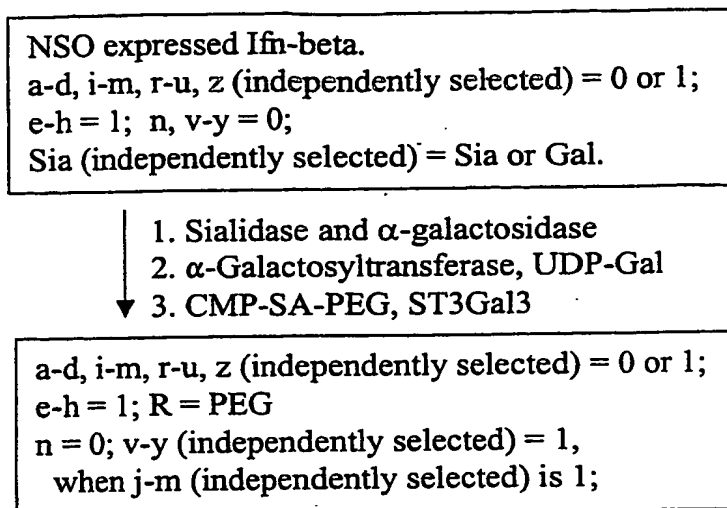 NSO expressed Ifn-beta.
a-d, i-m, r-u, z (independently selected) = 0 or 1;
e-h = 1; n, v-y = 0;
Sia (independently selected) = Sia or Gal.
1. Sialidase and α-galactosidase
2. α-Galactosyltransferase, UDP-Gal
3. CMP-SA-PEG, ST3Gal3
a-d, i-m, r-u, z (independently selected) = 0 or 1;
e-h = 1; R = PEG
n = 0; v-y (independently selected) = 1,
when j-m (independently selected) is 1;